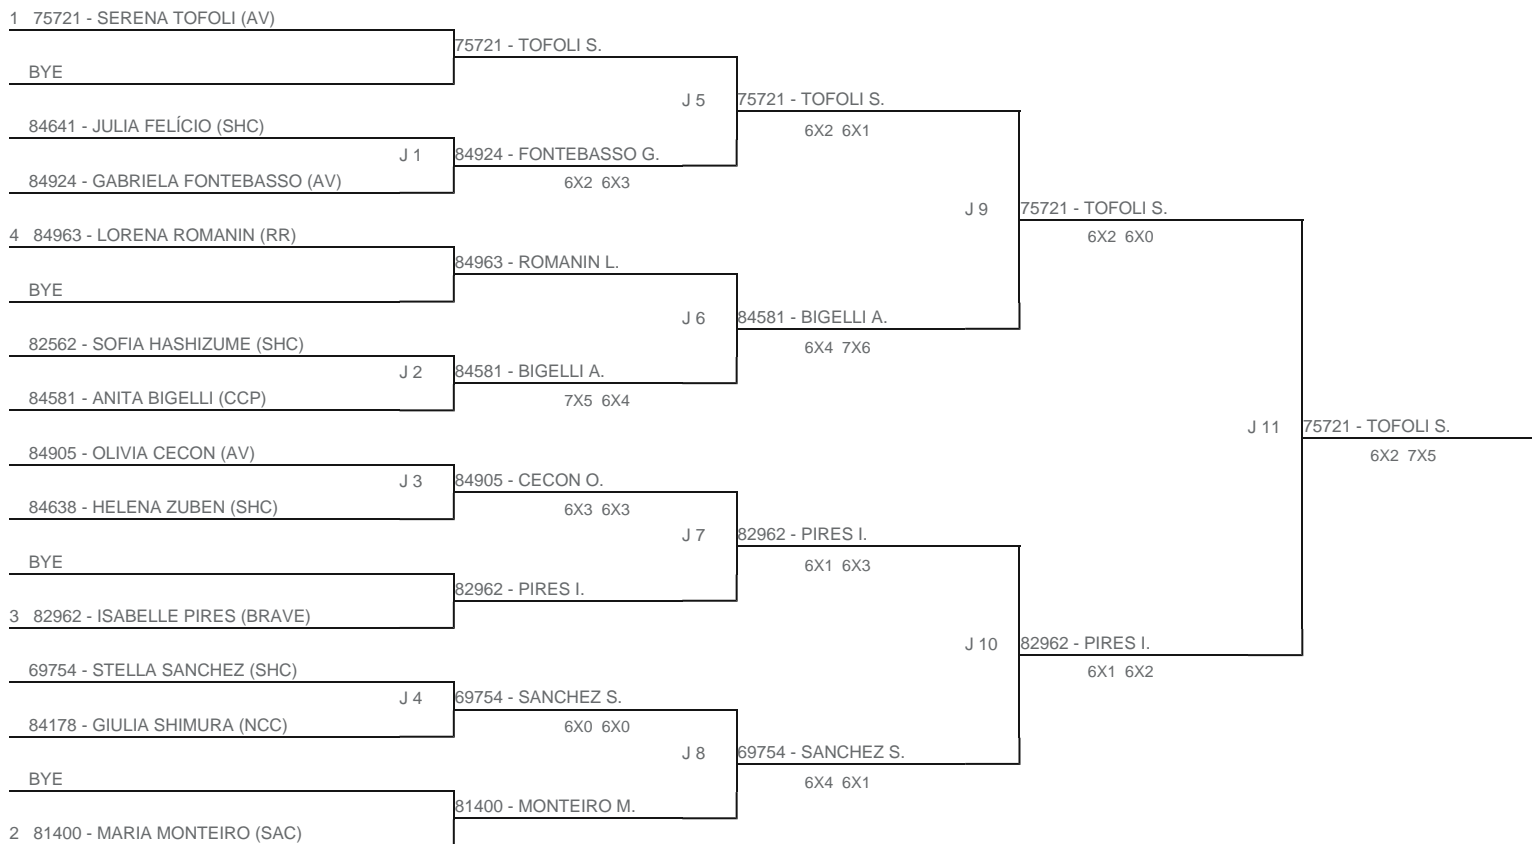 1 75721 - SERENA TOFOLI (AV)
75721 - TOFOLI S.
BYE
J 5
75721 - TOFOLI S.
6X2 6X1
84641 - JULIA FELÍCIO (SHC)
J 1
84924 - FONTEBASSO G.
84924 - GABRIELA FONTEBASSO (AV)
6X2 6X3
J 9
75721 - TOFOLI S.
6X2 6X0
4 84963 - LORENA ROMANIN (RR)
84963 - ROMANIN L.
BYE
J 6
84581 - BIGELLI A.
6X4 7X6
82562 - SOFIA HASHIZUME (SHC)
J 2
84581 - BIGELLI A.
84581 - ANITA BIGELLI (CCP)
7X5 6X4
J 11
75721 - TOFOLI S.
6X2 7X5
84905 - OLIVIA CECON (AV)
J 3
84905 - CECON O.
84638 - HELENA ZUBEN (SHC)
6X3 6X3
J 7
82962 - PIRES I.
6X1 6X3
BYE
82962 - PIRES I.
3 82962 - ISABELLE PIRES (BRAVE)
J 10
82962 - PIRES I.
6X1 6X2
69754 - STELLA SANCHEZ (SHC)
J 4
69754 - SANCHEZ S.
84178 - GIULIA SHIMURA (NCC)
6X0 6X0
J 8
69754 - SANCHEZ S.
6X4 6X1
BYE
81400 - MONTEIRO M.
2 81400 - MARIA MONTEIRO (SAC)